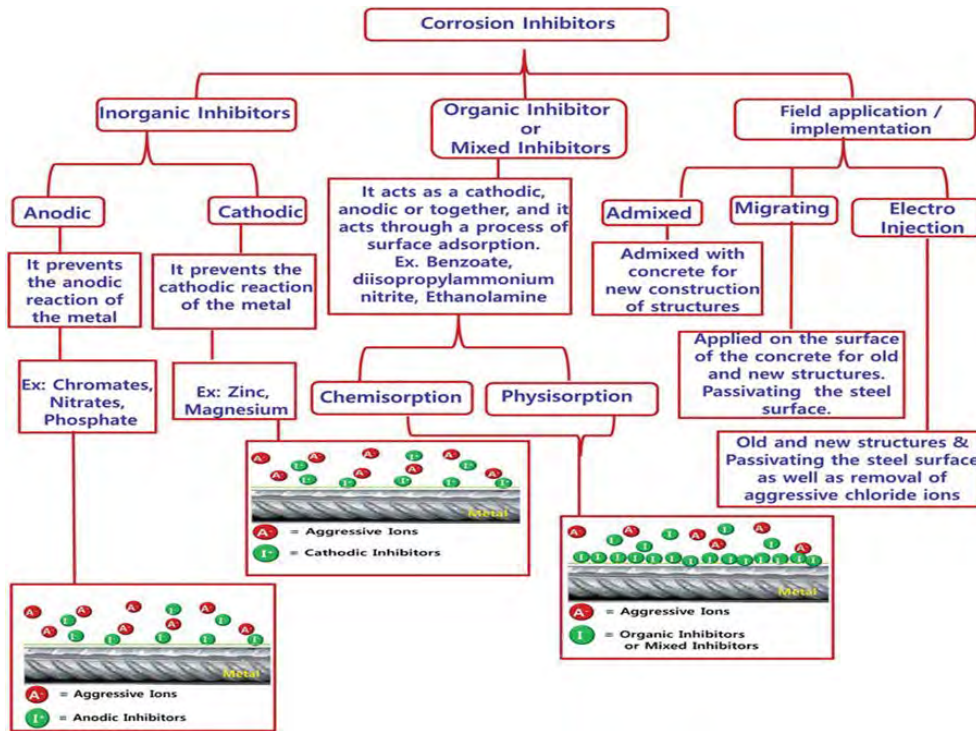 Corrosion Inhibitors
Inorganic Inhibitors
Organic Inhibitor
or
Mixed Inhibitors
Field application /
implementation
Anodic
Cathodic
It acts as a cathodic,
anodic or together, and it
acts through a process of
surface adsorption.
Ex. Benzoate,
diisopropylammonium
nitrite, Ethanolamine
Admixed
Migrating
Electro
Injection
It prevents
the anodic
reaction of
the metal
It prevents the
cathodic reaction
of the metal
Admixed with
concrete for
new construction
of structures
Applied on the surface
of the concrete for old
and new structures.
Passivating the steel
surface.
Ex: Chromates,
Nitrates,
Phosphate
Ex: Zinc,
Magnesium
Chemisorption
Physisorption
Old and new structures &
Passivating the steel surface
as well as removal of
aggressive chloride ions
Metal
A- = Aggressive Ions
I+ = Cathodic Inhibitors
Metal
A- = Aggressive Ions
I = Organic Inhibitors
or Mixed Inhibitors
Metal
A- = Aggressive Ions
= Anodic Inhibitors